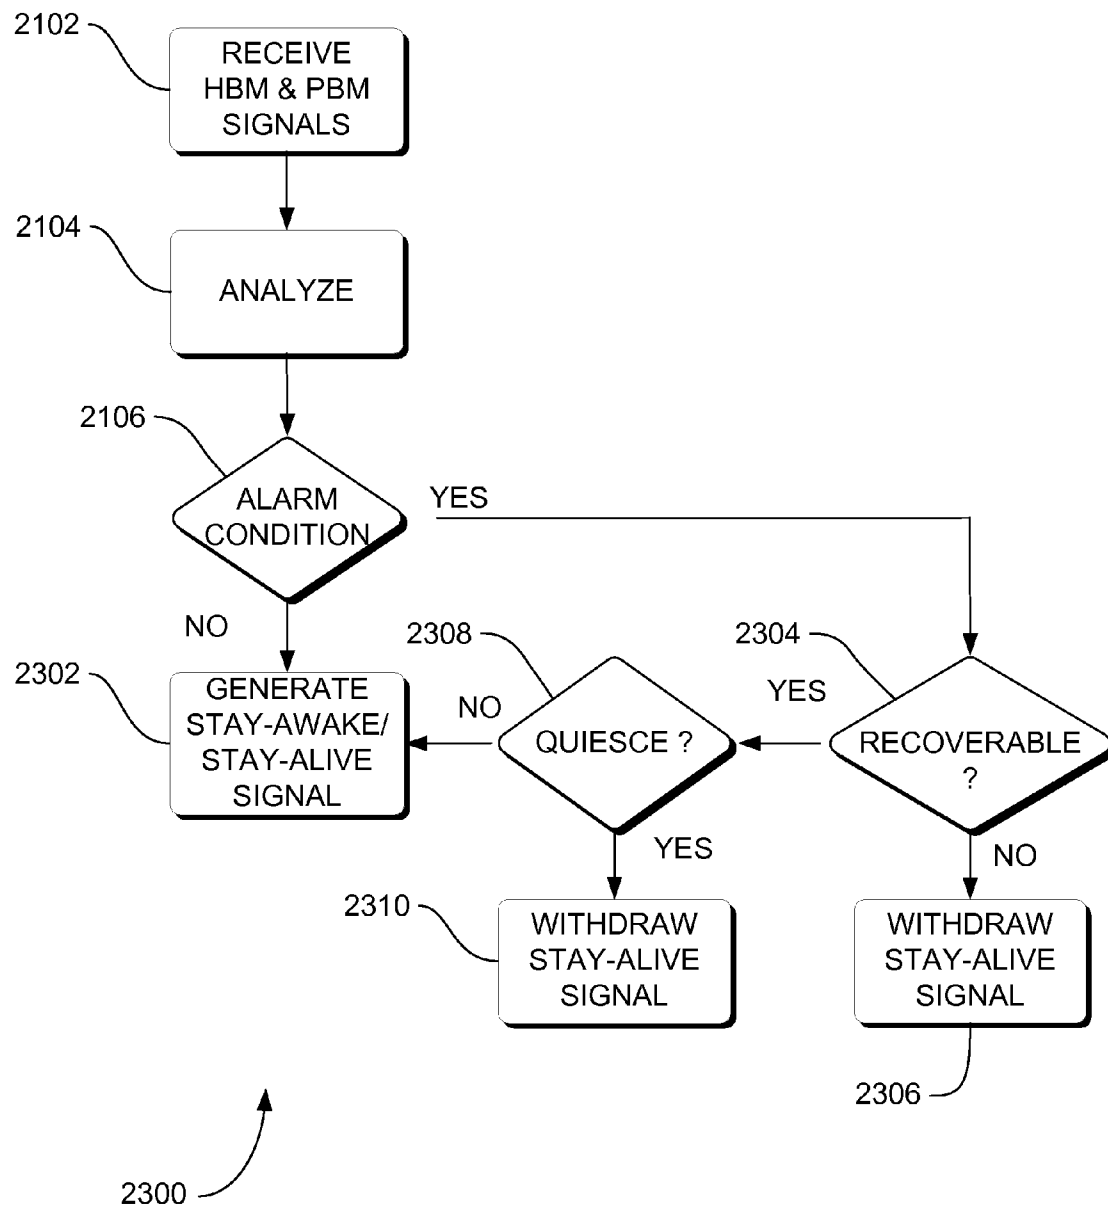 2102
RECEIVE
HBM & PBM
SIGNALS
2104
ANALYZE
2106
ALARM
CONDITION
YES
NO
2308
2304
2302
GENERATE
STAY-AWAKE/
STAY-ALIVE
SIGNAL
NO
QUIESCE ?
YES
RECOVERABLE
?
YES
NO
2310
WITHDRAW
STAY-ALIVE
SIGNAL
WITHDRAW
STAY-ALIVE
SIGNAL
2306
2300